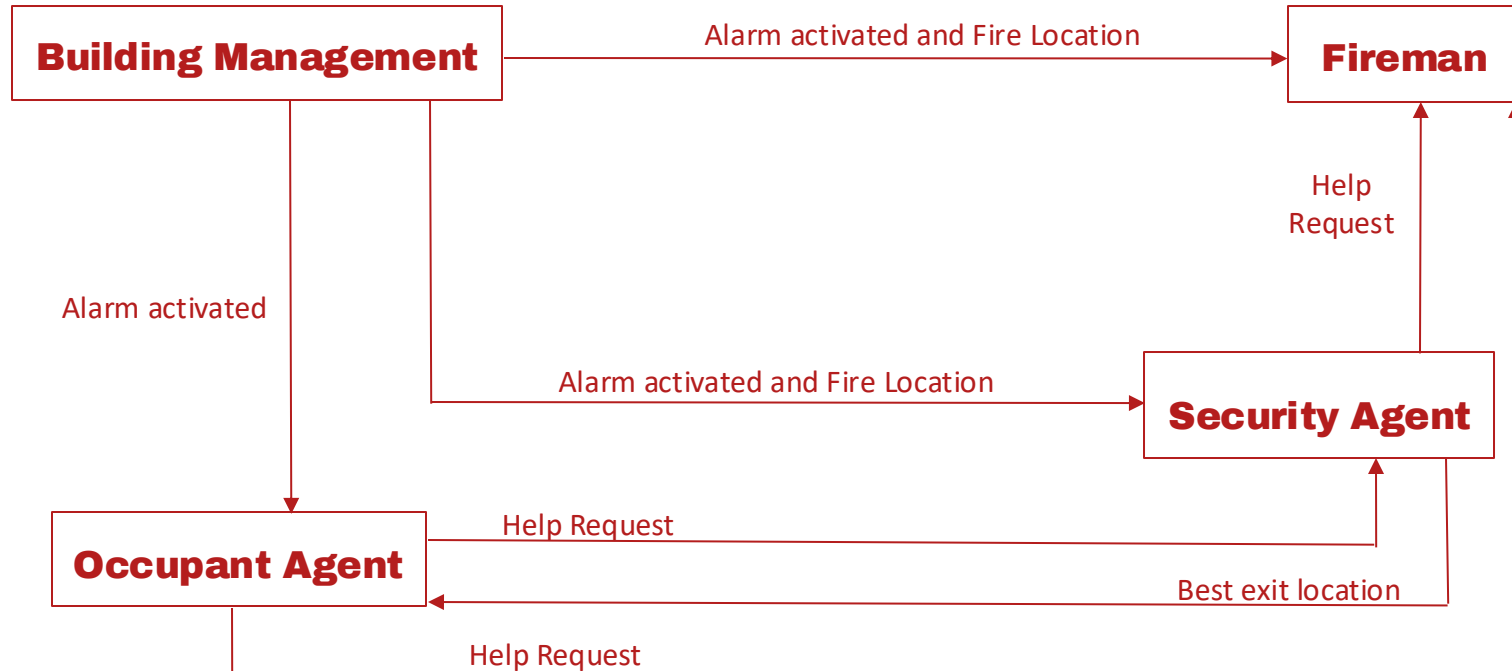 Building Management
Alarm activated and Fire Location
Fireman
Help
Request
Alarm activated
Alarm activated and Fire Location
Security Agent
Help Request
Occupant Agent
Best exit location
Help Request